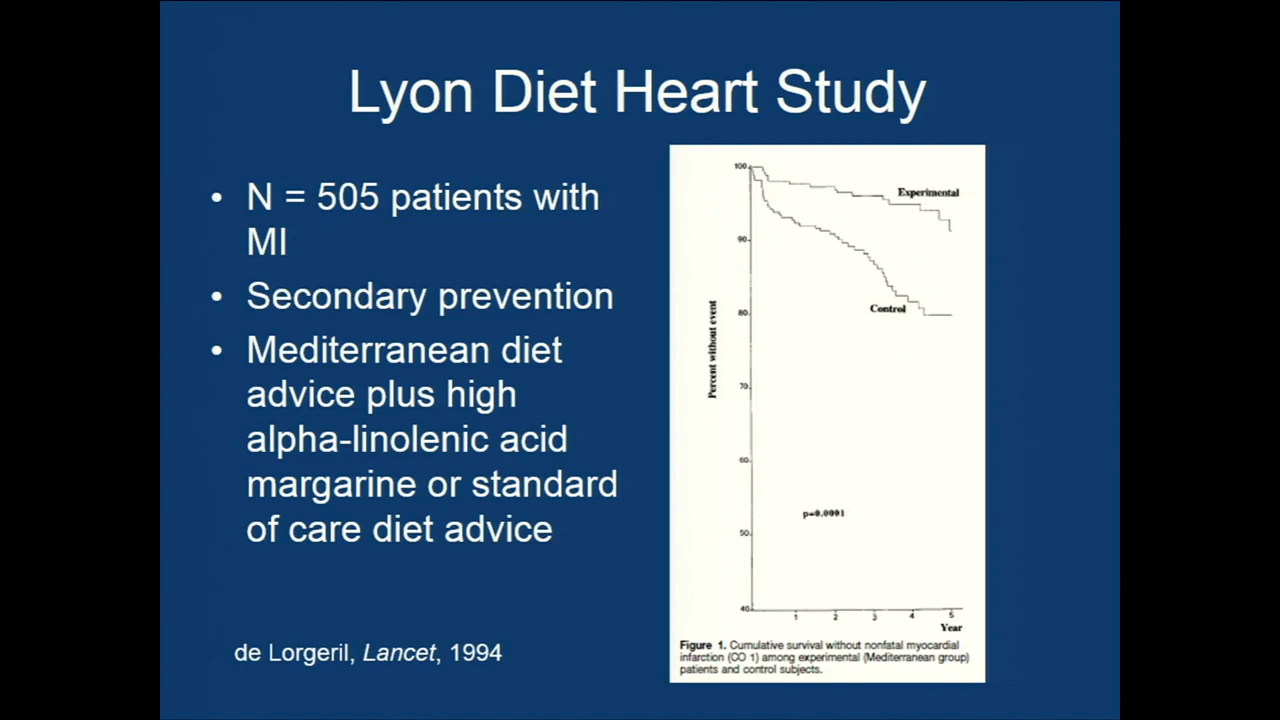 Lyon Diet Heart Study
• N = 505 patients with
MI
• Secondary prevention
• Mediterranean diet
advice plus high
alpha-linolenic acid
margarine or standard
of care diet advice
de Lorgeril, Lancet, 1994
100
90
80
70
60
50
40
Percent without event
Experimental
Control
p=0.0001
1 2 3 4 5
Year
Figure 1. Cumulative survival without nonfatal myocardial
infarction (CO 1) among experimental (Mediterranean group)
patients and control subjects.